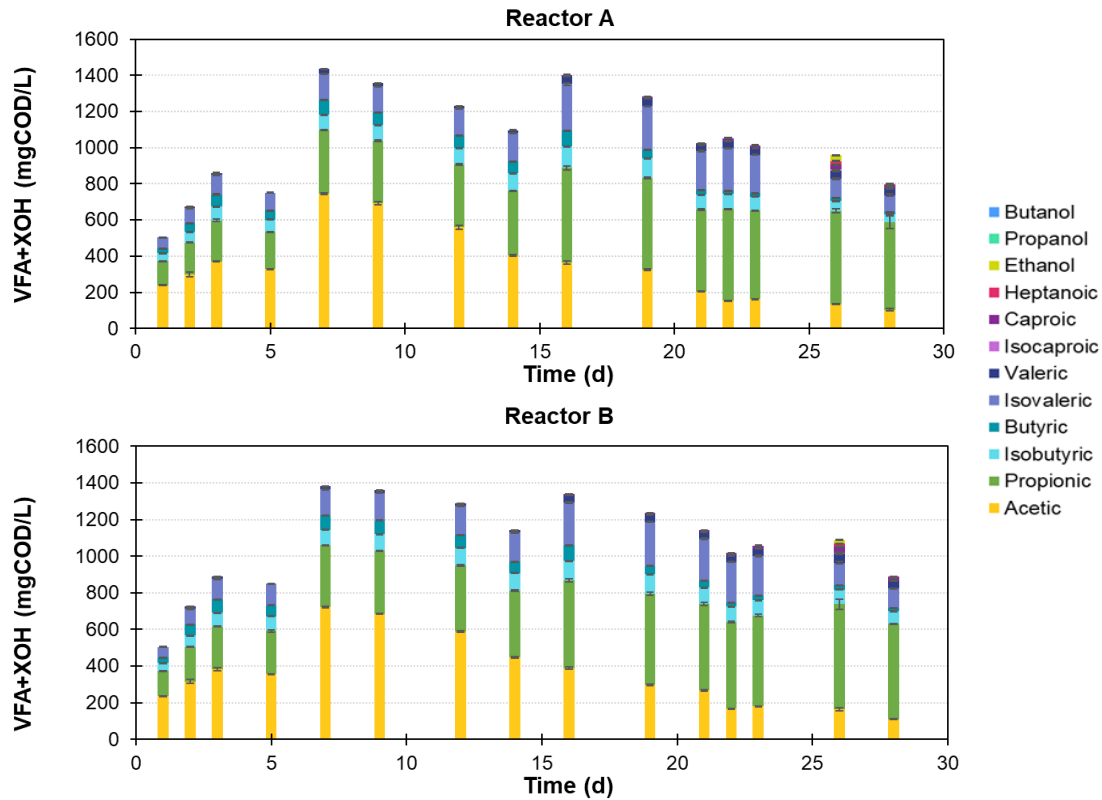 Reactor A
VFA+XOH (mgCOD/L)
1600
1400
1200
1000
800
600
400
200
0
0 5 10 15 20 25 30
Time (d)
Butanol
Propanol
Ethanol
Heptanoic
Caproic
Isocaproic
Valeric
Isovaleric
Butyric
Isobutyric
Propionic
Acetic
Reactor B
VFA+XOH (mgCOD/L)
1600
1400
1200
1000
800
600
400
200
0
0 5 10 15 20 25 30
Time (d)